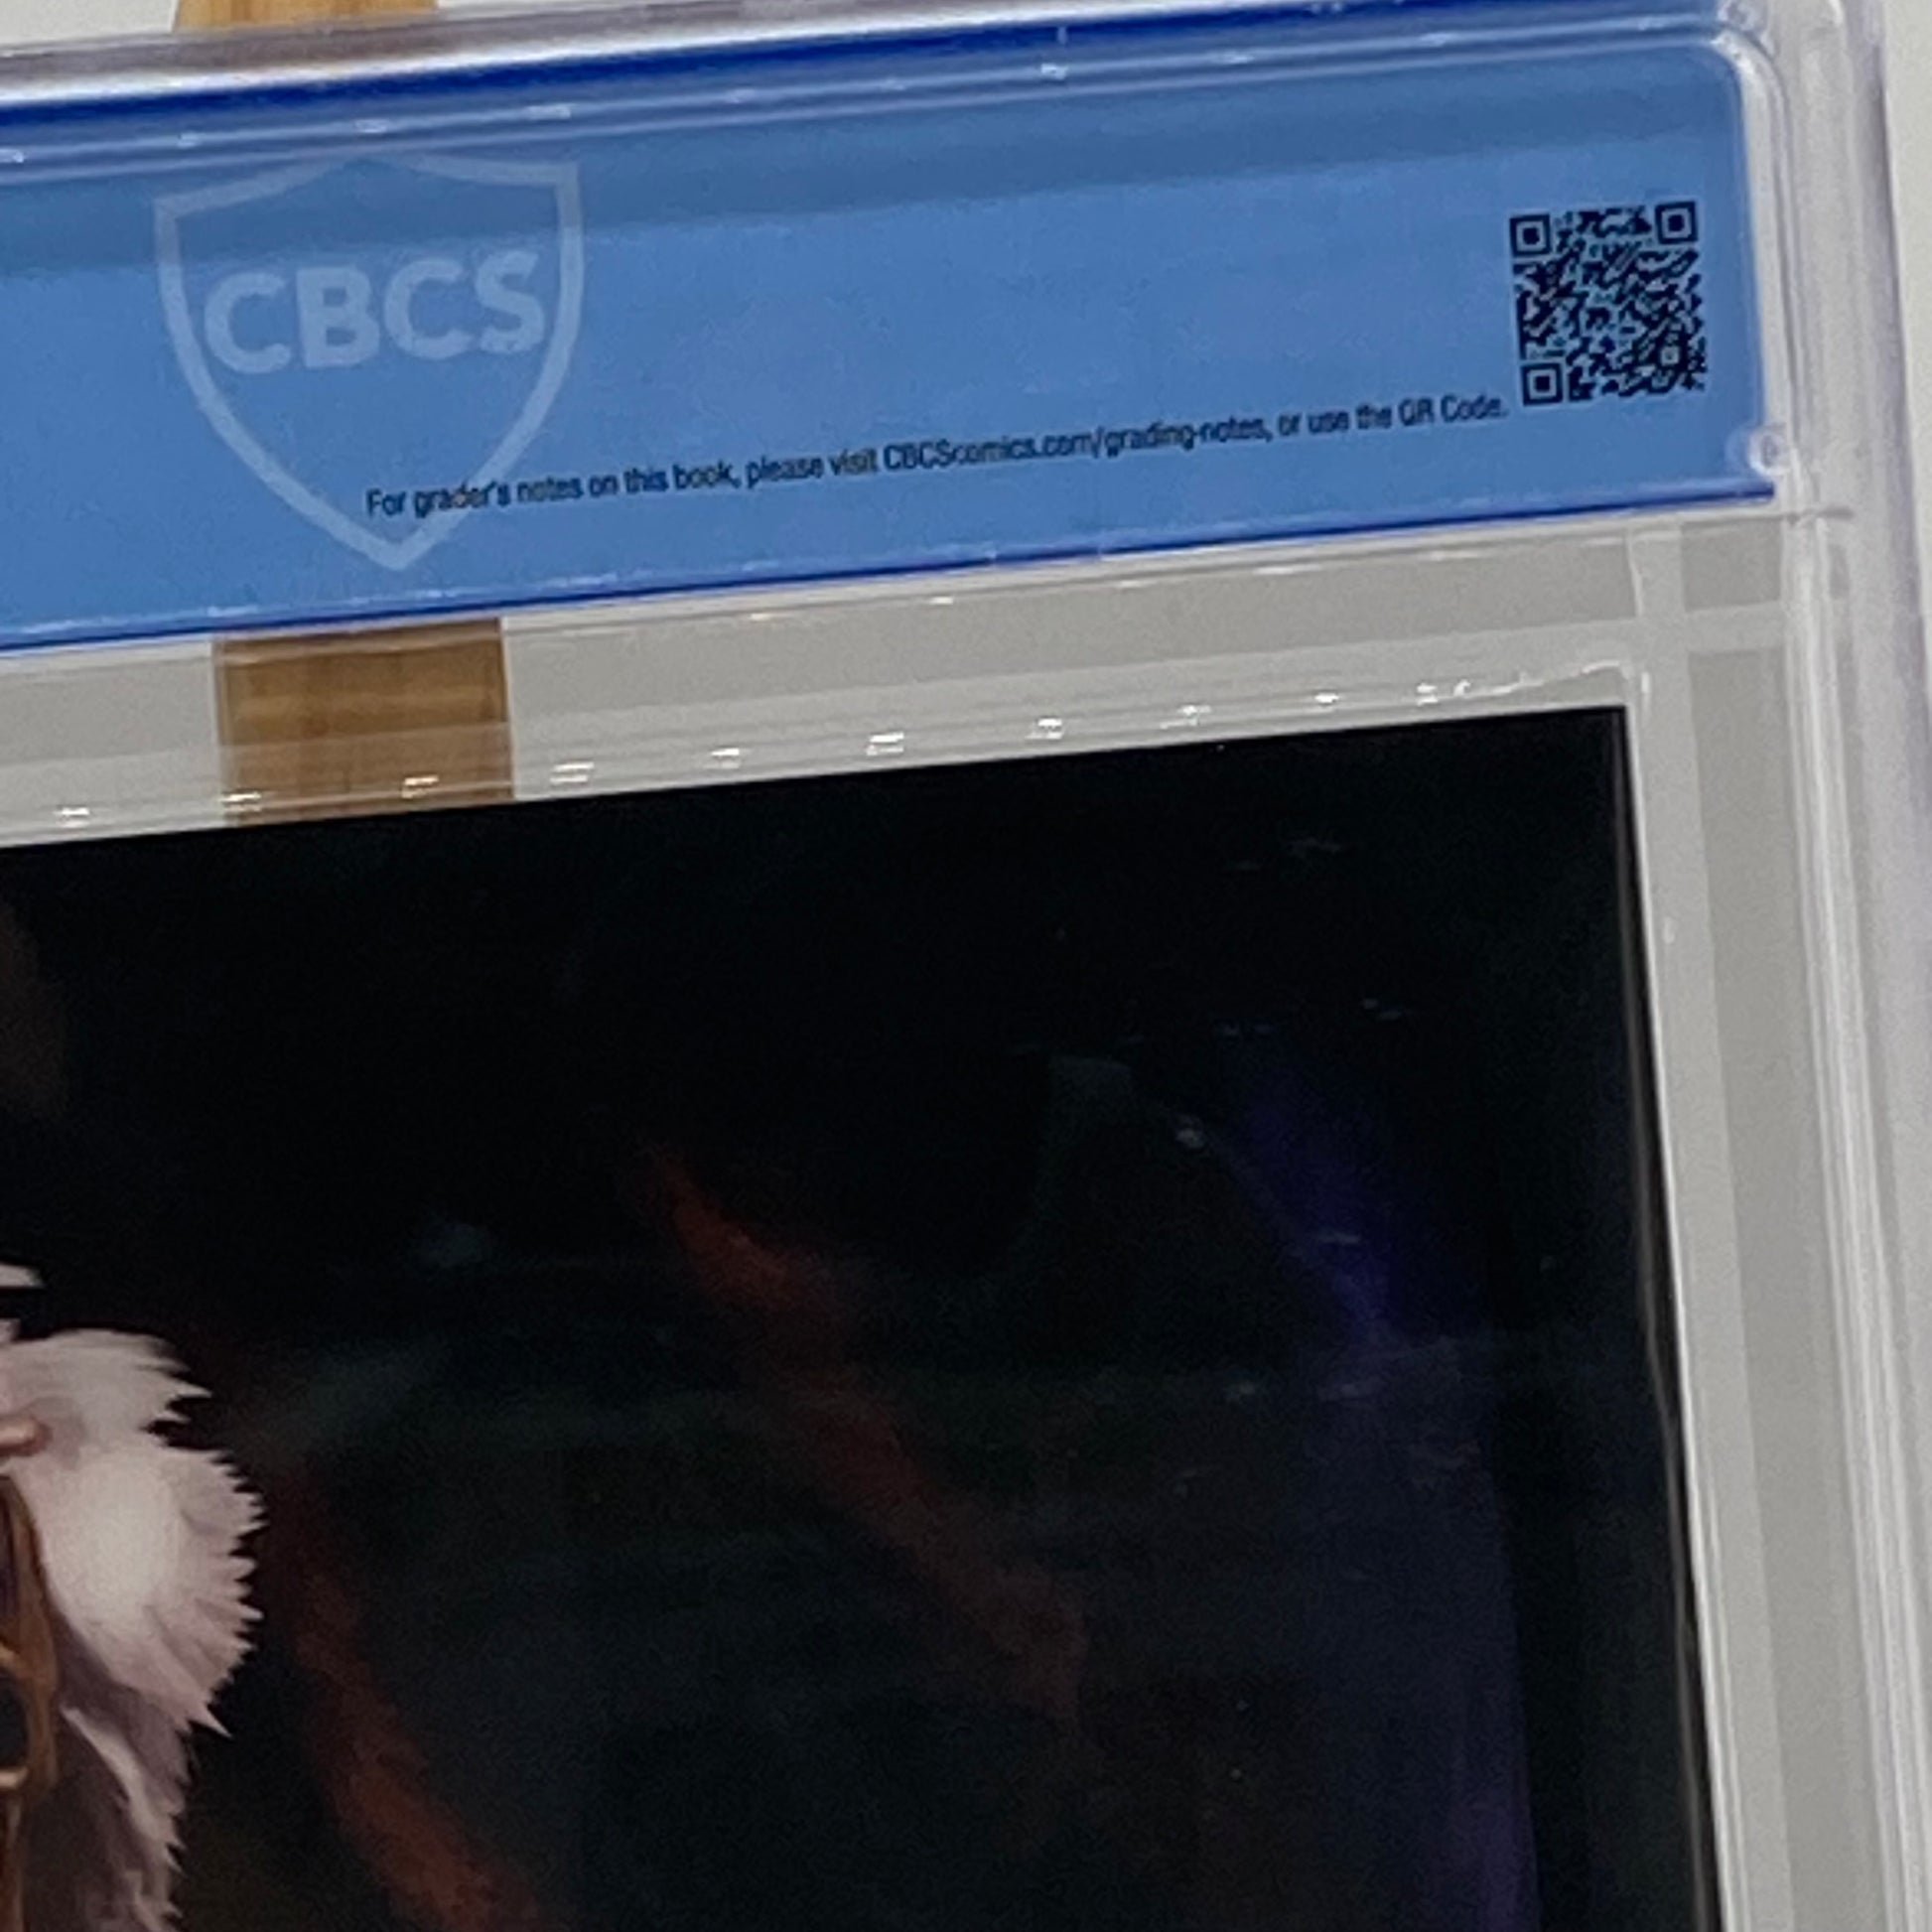 CBCS
For grader's notes on this book, please visit CBCScomics.com/grading-notes, or use the QR Code.